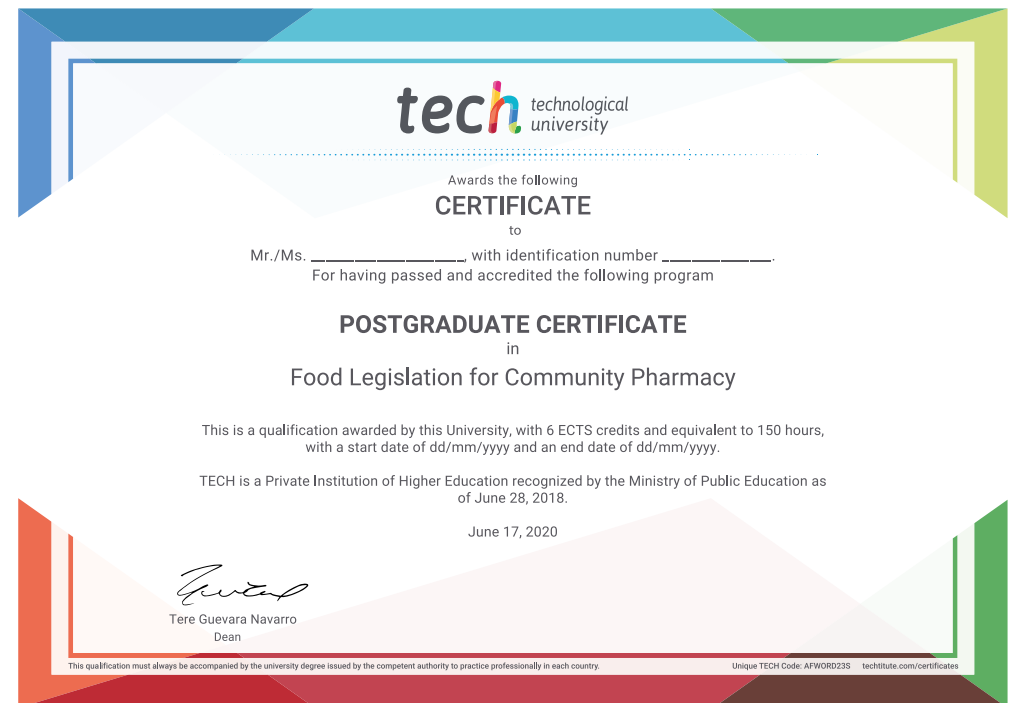 tech technological
university
Awards the following
CERTIFICATE
to
Mr./Ms. ____________________, with identification number ______________.
For having passed and accredited the following program
POSTGRADUATE CERTIFICATE
in
Food Legislation for Community Pharmacy
This is a qualification awarded by this University, with 6 ECTS credits and equivalent to 150 hours,
with a start date of dd/mm/yyyy and an end date of dd/mm/yyyy.
TECH is a Private Institution of Higher Education recognized by the Ministry of Public Education as
of June 28, 2018.
June 17, 2020
Tere Guevara Navarro
Dean
This qualification must always be accompanied by the university degree issued by the competent authority to practice professionally in each country.
Unique TECH Code: AFWORD23S techtitute.com/certificates